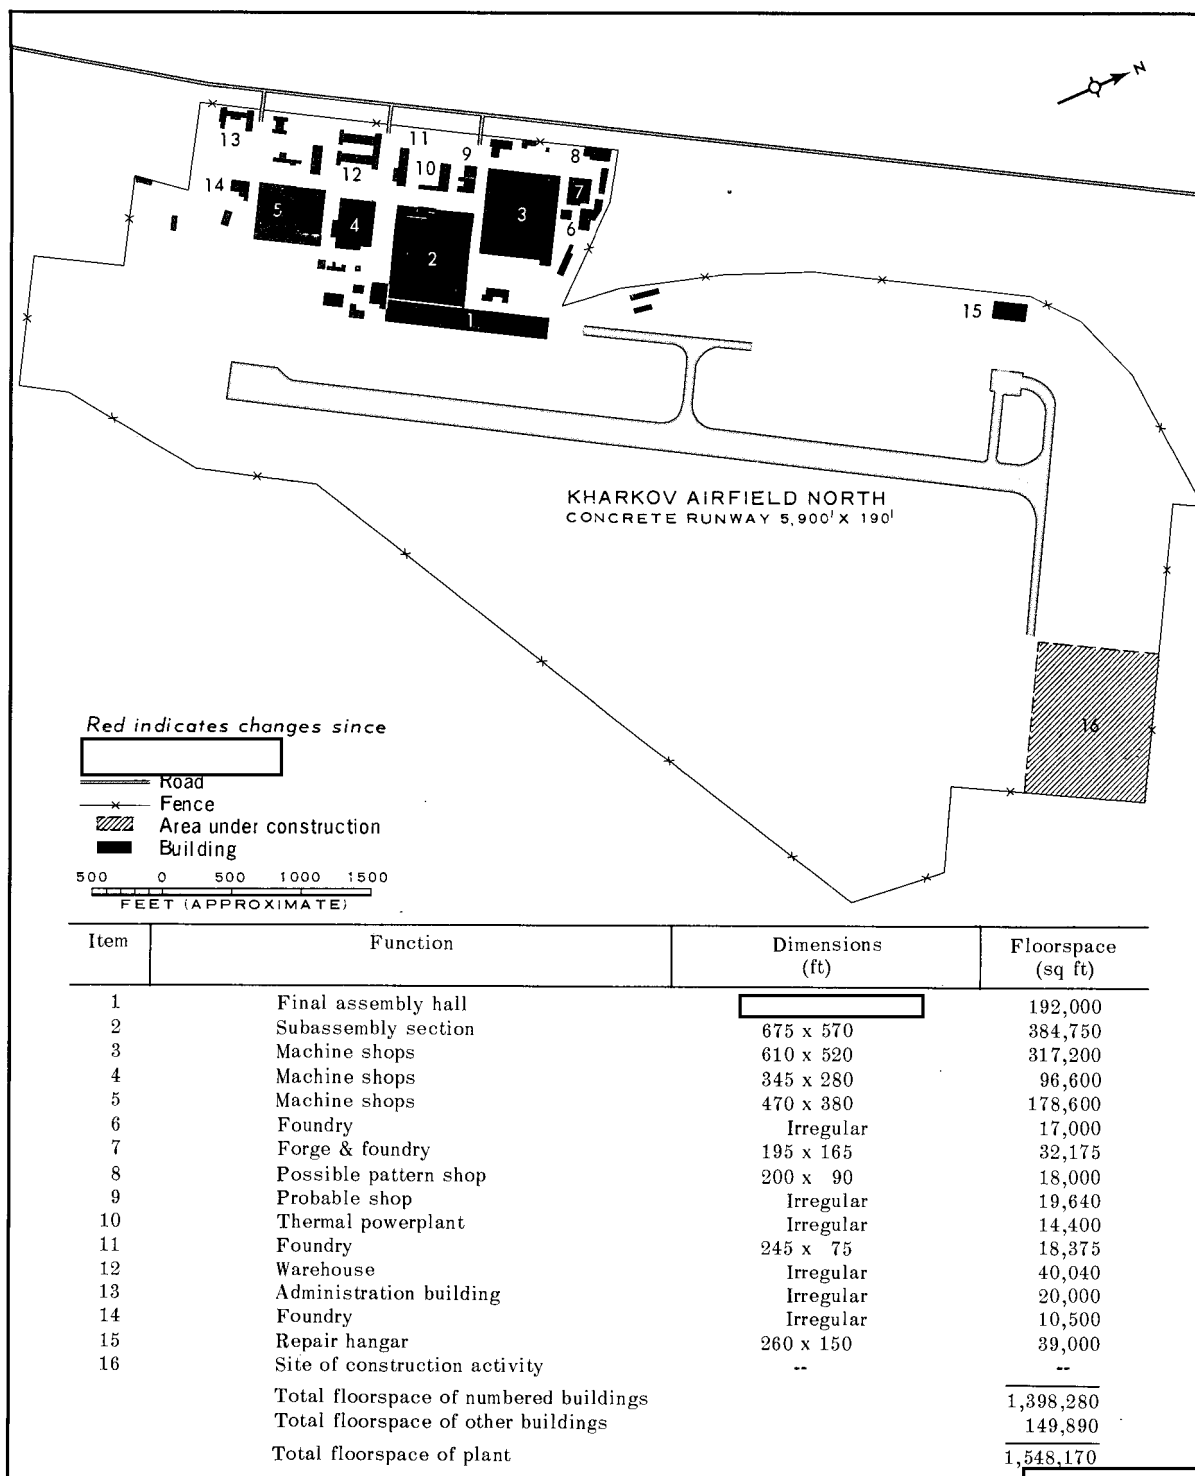 N
13
11
9
8
10
12
7
14
5
4
3
6
2
1
15
KHARKOV AIRFIELD NORTH
CONCRETE RUNWAY 5,900' X 190'
16
Red indicates changes since
Road
Fence
Area under construction
Building
500 0 500 1000 1500
FEET (APPROXIMATE)
Item Function Dimensions (ft) Floorspace (sq ft)
1 Final assembly hall 192,000
2 Subassembly section 675 x 570 384,750
3 Machine shops 610 x 520 317,200
4 Machine shops 345 x 280 96,600
5 Machine shops 470 x 380 178,600
6 Foundry Irregular 17,000
7 Forge & foundry 195 x 165 32,175
8 Possible pattern shop 200 x 90 18,000
9 Probable shop Irregular 19,640
10 Thermal powerplant Irregular 14,400
11 Foundry 245 x 75 18,375
12 Warehouse Irregular 40,040
13 Administration building Irregular 20,000
14 Foundry Irregular 10,500
15 Repair hangar 260 x 150 39,000
16 Site of construction activity -- --
Total floorspace of numbered buildings 1,398,280
Total floorspace of other buildings 149,890
Total floorspace of plant 1,548,170